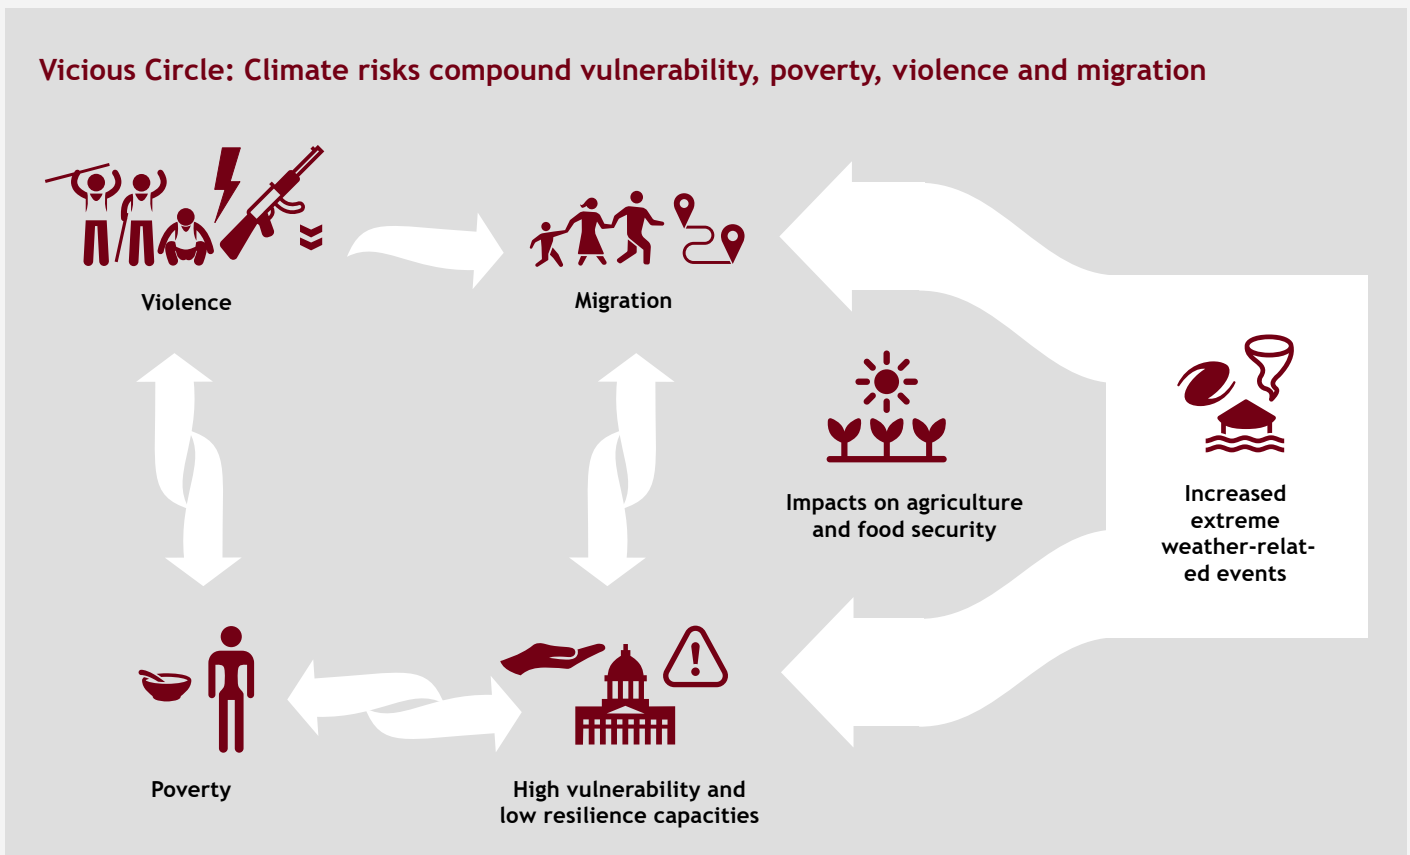 Vicious Circle: Climate risks compound vulnerability, poverty, violence and migration
Violence
Migration
Impacts on agriculture
and food security
Increased
extreme
weather-relat-
ed events
Poverty
High vulnerability and
low resilience capacities